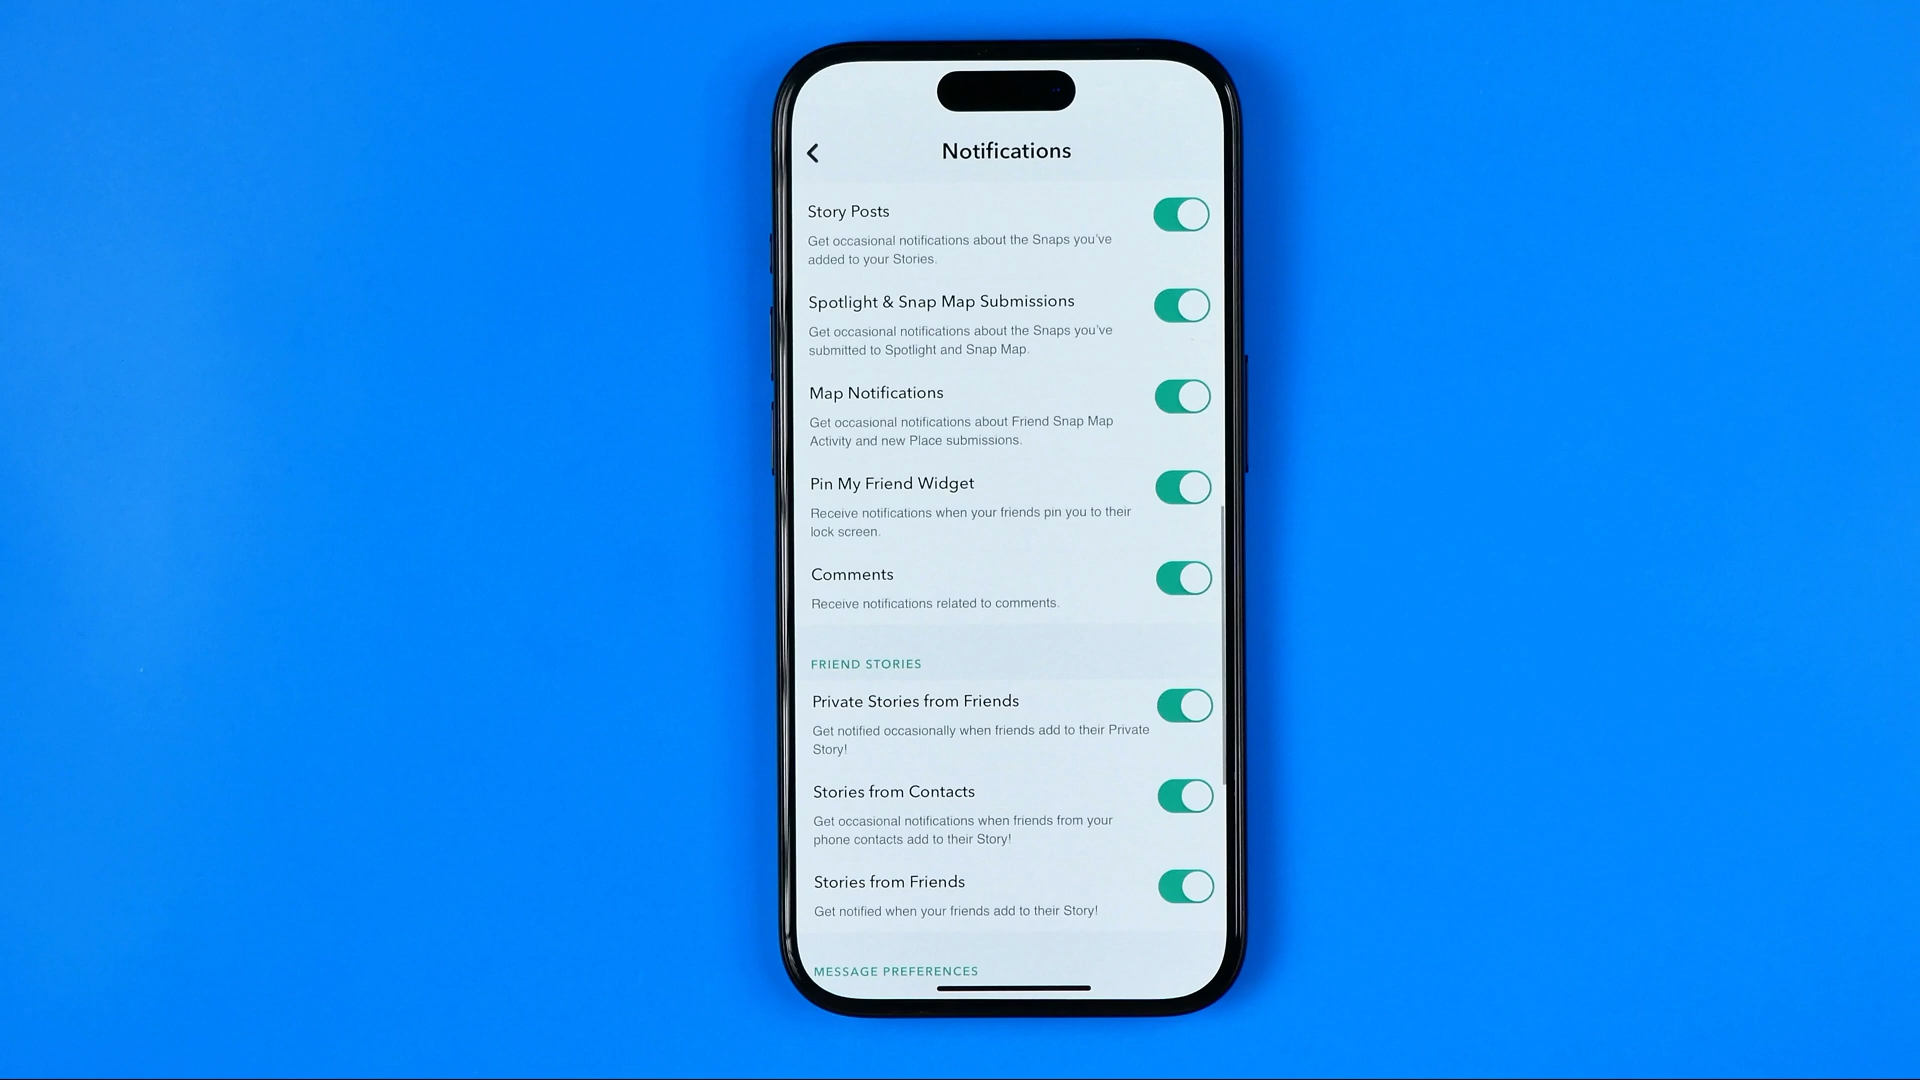 Notifications
Story Posts
Get occasional notifications about the Snaps you've
added to your Stories.
Spotlight & Snap Map Submissions
Get occasional notifications about the Snaps you've
submitted to Spotlight and Snap Map.
Map Notifications
Get occasional notifications about Friend Snap Map
Activity and new Place submissions.
Pin My Friend Widget
Receive notifications when your friends pin you to their
lock screen.
Comments
Receive notifications related to comments.
FRIEND STORIES
Private Stories from Friends
Get notified occasionally when friends add to their Private
Story!
Stories from Contacts
Get occasional notifications when friends from your
phone contacts add to their Story!
Stories from Friends
Get notified when your friends add to their Story!
MESSAGE PREFERENCES